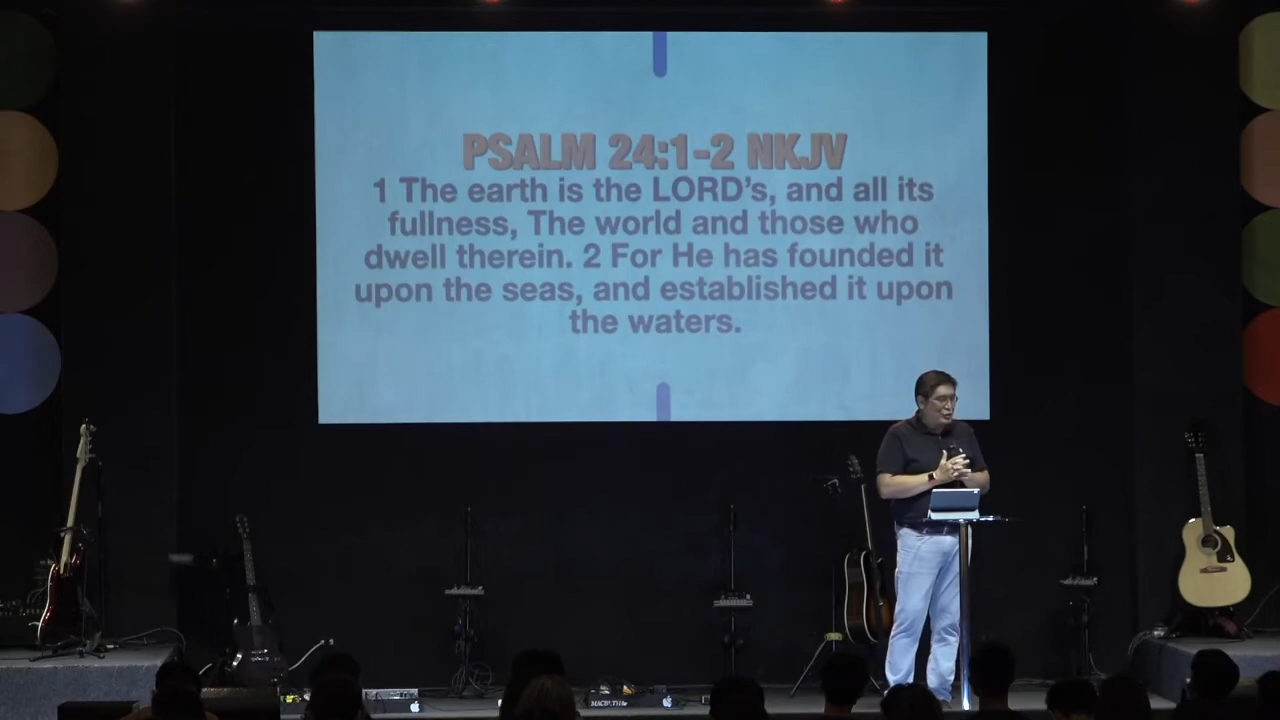 PSALM 24:1-2 NKJV
1 The earth is the LORD's, and all its
fullness, The world and those who
dwell therein. 2 For He has founded it
upon the seas, and established it upon
the waters.